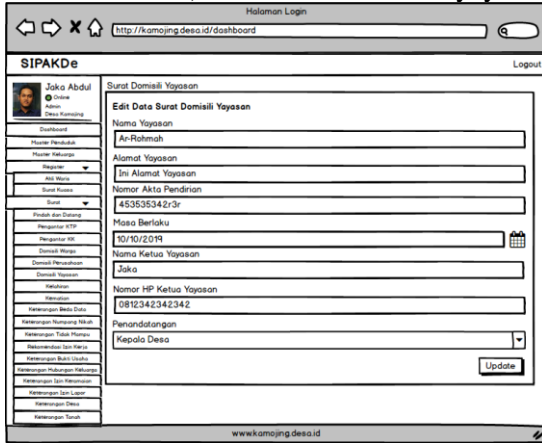 Halaman Login
http://kamojing.desa.id/dashboard
SIPAKDe
Logout
Jaka Abdul
Online
Admin
Desa Kamojing
Dashboard
Master Penduduk
Master Keluarga
Register
Ahli Waris
Surat Kuasa
Surat
Pindah dan Datang
Pengantar KTP
Pengantar KK
Domisili Warga
Domisili Perusahaan
Domisili Yayasan
Kelahiran
Kematian
Keterangan Beda Data
Keterangan Numpang Nikah
Keterangan Tidak Mampu
Rekomendasi Izin Kerja
Keterangan Bukti Usaha
Keterangan Hubungan Keluarga
Keterangan Izin Keramaian
Keterangan Izin Lapor
Keterangan Desa
Keterangan Tanah
Surat Domisili Yayasan
Edit Data Surat Domisili Yayasan
Nama Yayasan
Ar-Rohmah
Alamat Yayasan
Ini Alamat Yayasan
Nomor Akta Pendirian
453535342r3r
Masa Berlaku
10/10/2019
Nama Ketua Yayasan
Jaka
Nomor HP Ketua Yayasan
0812342342342
Penandatangan
Kepala Desa
Update
www.kamojing.desa.id